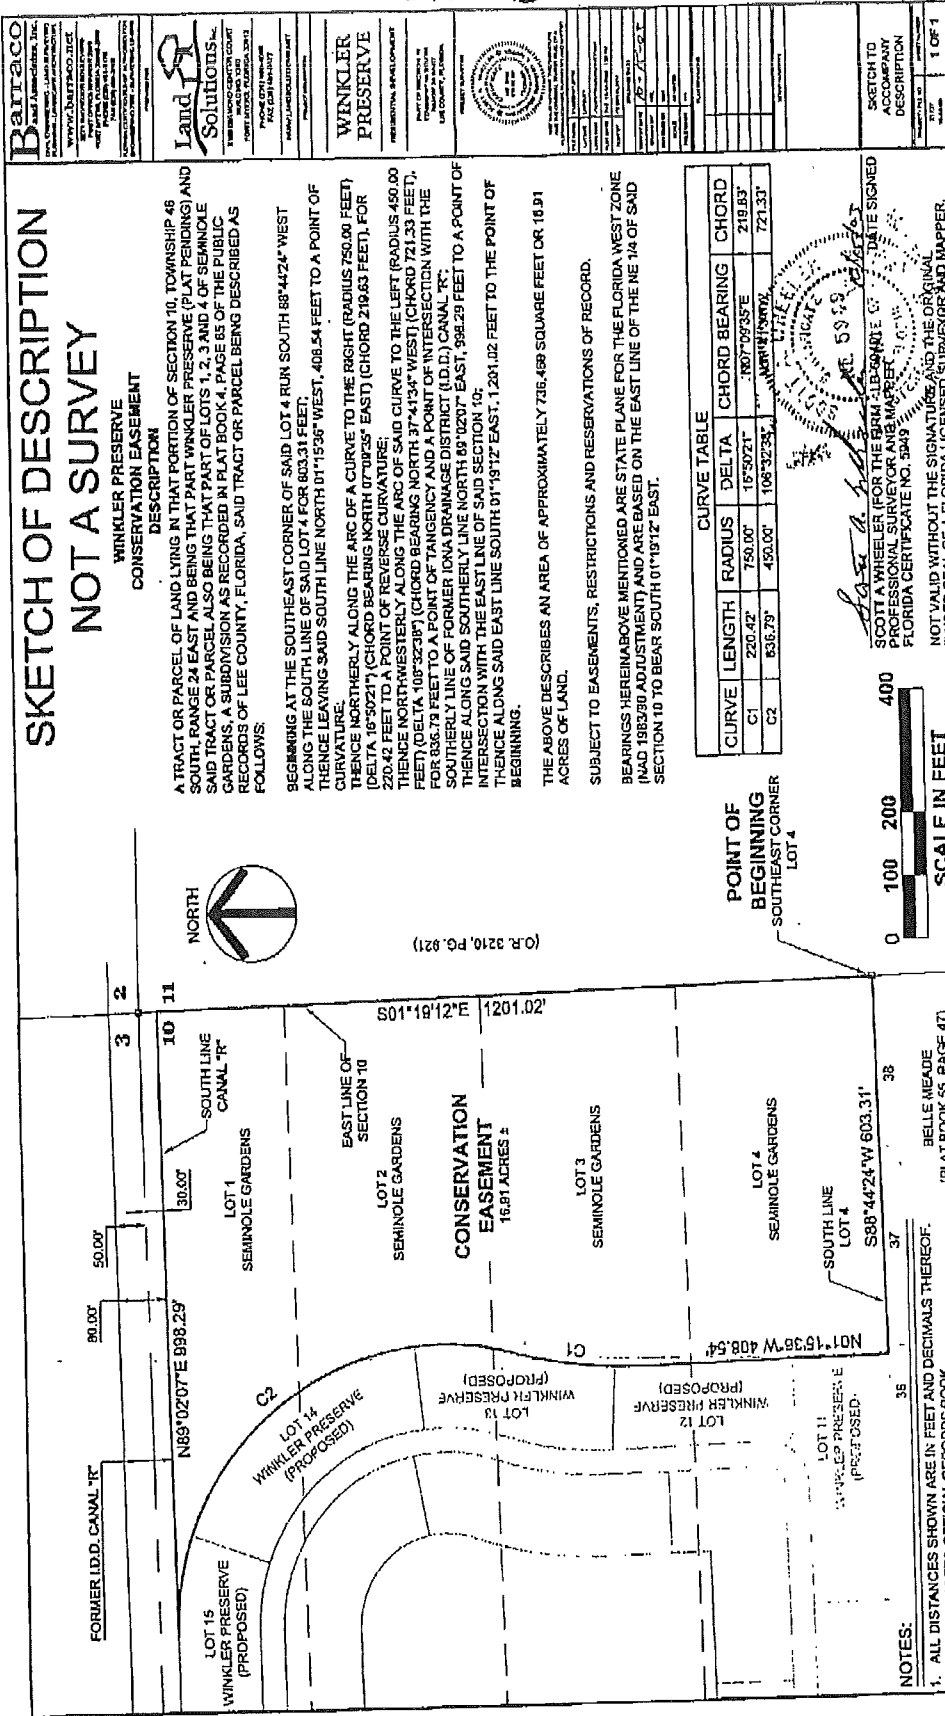 SKETCH OF DESCRIPTION
NOT A SURVEY
WINKLER PRESERVE
CONSERVATION EASEMENT
DESCRIPTION
A TRACT OR PARCEL OF LAND LYING IN THAT PORTION OF SECTION 10, TOWNSHIP 46
SOUTH, RANGE 24 EAST AND BEING THAT PART WINKLER PRESERVE (PLAT PENDING) AND
SAID TRACT OR PARCEL ALSO BEING THAT PART OF LOTS 1, 2, 3 AND 4 OF SEMINOLE
GARDENS, A SUBDIVISION AS RECORDED IN PLAT BOOK 4, PAGE 65 OF THE PUBLIC
RECORDS OF LEE COUNTY, FLORIDA, SAID TRACT OR PARCEL BEING DESCRIBED AS
FOLLOWS:
BEGINNING AT THE SOUTHEAST CORNER OF SAID LOT 4 RUN SOUTH 88°44'24" WEST
ALONG THE SOUTH LINE OF SAID LOT 4 FOR 603.31 FEET;
THENCE LEAVING SAID SOUTH LINE NORTH 01°15'36" WEST, 408.54 FEET TO A POINT OF
CURVATURE;
THENCE NORTHERLY ALONG THE ARC OF A CURVE TO THE RIGHT (RADIUS 750.00 FEET)
(DELTA 16°50'21") (CHORD BEARING NORTH 07°09'35" EAST) (CHORD 219.63 FEET), FOR
220.42 FEET TO A POINT OF REVERSE CURVATURE;
THENCE NORTHWESTERLY ALONG THE ARC OF SAID CURVE TO THE LEFT (RADIUS 450.00
FEET) (DELTA 106°32'38") (CHORD BEARING NORTH 37°41'34" WEST) (CHORD 721.33 FEET),
FOR 836.79 FEET TO A POINT OF TANGENCY AND A POINT OF INTERSECTION WITH THE
SOUTHERLY LINE OF FORMER IONA DRAINAGE DISTRICT (I.D.D.) CANAL "R";
THENCE ALONG SAID SOUTHERLY LINE NORTH 89°02'07" EAST, 998.29 FEET TO A POINT OF
INTERSECTION WITH THE EAST LINE OF SAID SECTION 10;
THENCE ALONG SAID EAST LINE SOUTH 01°19'12" EAST, 1,201.02 FEET TO THE POINT OF
BEGINNING.
THE ABOVE DESCRIBES AN AREA OF APPROXIMATELY 736,469 SQUARE FEET OR 16.91
ACRES OF LAND.
SUBJECT TO EASEMENTS, RESTRICTIONS AND RESERVATIONS OF RECORD.
BEARINGS HEREINABOVE MENTIONED ARE STATE PLANE FOR THE FLORIDA WEST ZONE
(NAD 1983/90 ADJUSTMENT) AND ARE BASED ON THE EAST LINE OF THE NE 1/4 OF SAID
SECTION 10 TO BEAR SOUTH 01°19'12" EAST.
CURVE TABLE
CURVE LENGTH RADIUS DELTA CHORD BEARING CHORD
C1 220.42' 750.00' 16°50'21" N07°09'35"E 219.63'
C2 836.79' 450.00' 106°32'38" 721.33'
SCOTT A WHEELER (FOR THE FIRM
PROFESSIONAL SURVEYOR AND MAPPER
FLORIDA CERTIFICATE NO. 5949
DATE SIGNED
NOT VALID WITHOUT THE SIGNATURE AND THE ORIGINAL
Barraco
and Associates, Inc.
www.barraco.net
Land
Solutions
WINKLER
PRESERVE
SKETCH TO
ACCOMPANY
DESCRIPTION
1 OF 1
FORMER I.D.D. CANAL "R"
80.00'
50.00'
30.00'
3
2
10
11
N89°02'07"E 998.29'
SOUTH LINE
CANAL "R"
NORTH
LOT 1
SEMINOLE GARDENS
EAST LINE OF
SECTION 10
LOT 2
SEMINOLE GARDENS
S01°19'12"E 1201.02'
(O.R. 3210, PG. 921)
CONSERVATION
EASEMENT
16.91 ACRES ±
LOT 3
SEMINOLE GARDENS
LOT 4
SEMINOLE GARDENS
C2
C1
LOT 15
WINKLER PRESERVE
(PROPOSED)
LOT 14
WINKLER PRESERVE
(PROPOSED)
LOT 13
WINKLER PRESERVE
(PROPOSED)
LOT 12
WINKLER PRESERVE
(PROPOSED)
LOT 11
WINKLER PRESERVE
(PROPOSED)
N01°15'36"W 408.54'
SOUTH LINE
LOT 4
S88°44'24"W 603.31'
POINT OF
BEGINNING
SOUTHEAST CORNER
LOT 4
36
37
38
BELLE MEADE
(PLAT BOOK 55, PAGE 47)
0 100 200 400
SCALE IN FEET
NOTES:
1. ALL DISTANCES SHOWN ARE IN FEET AND DECIMALS THEREOF.